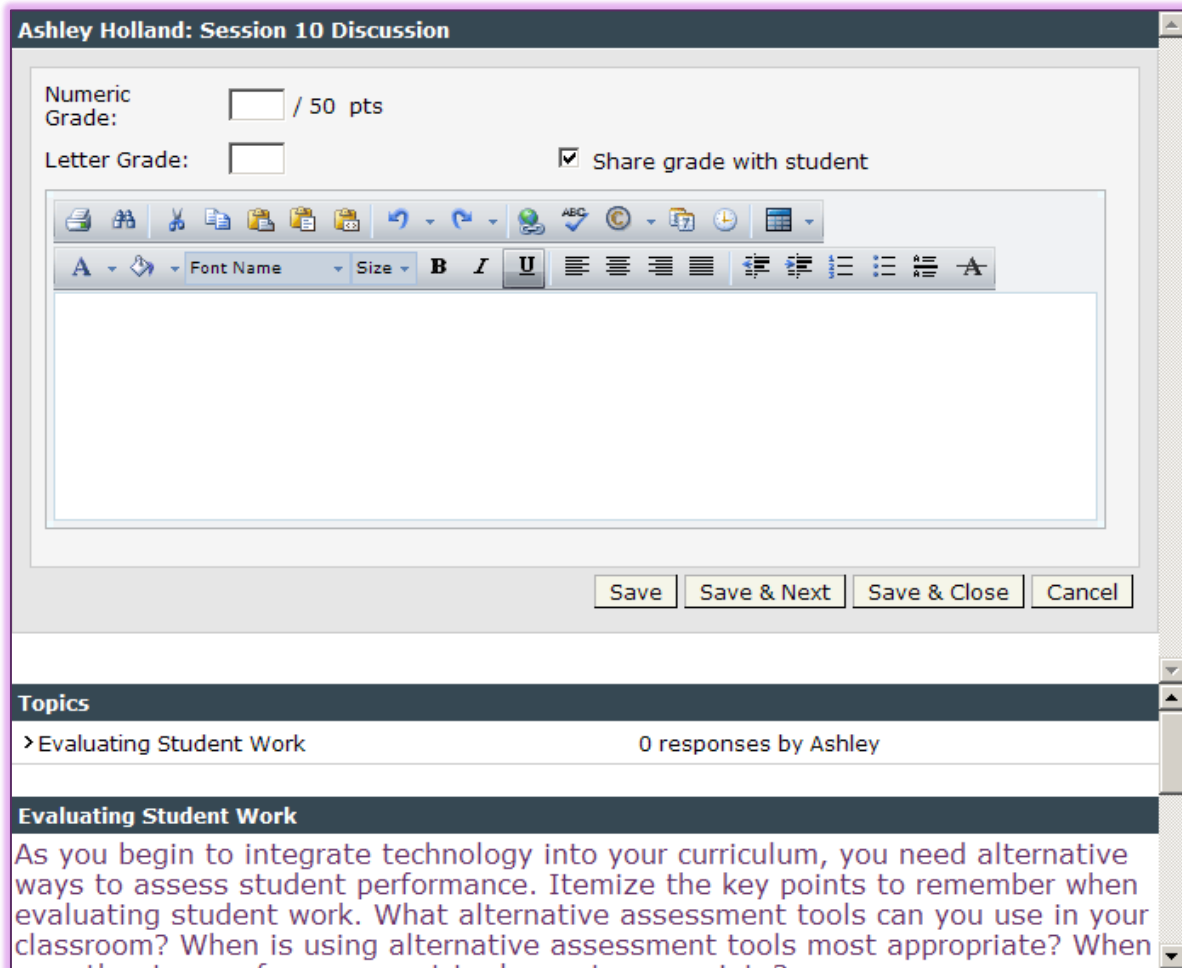 Ashley Holland: Session 10 Discussion
Numeric
Grade:
/ 50 pts
Letter Grade:
Share grade with student
ABC
Font Name
Size
B
I
U
Save
Save & Next
Save & Close
Cancel
Topics
Evaluating Student Work
0 responses by Ashley
Evaluating Student Work
As you begin to integrate technology into your curriculum, you need alternative
ways to assess student performance. Itemize the key points to remember when
evaluating student work. What alternative assessment tools can you use in your
classroom? When is using alternative assessment tools most appropriate? When